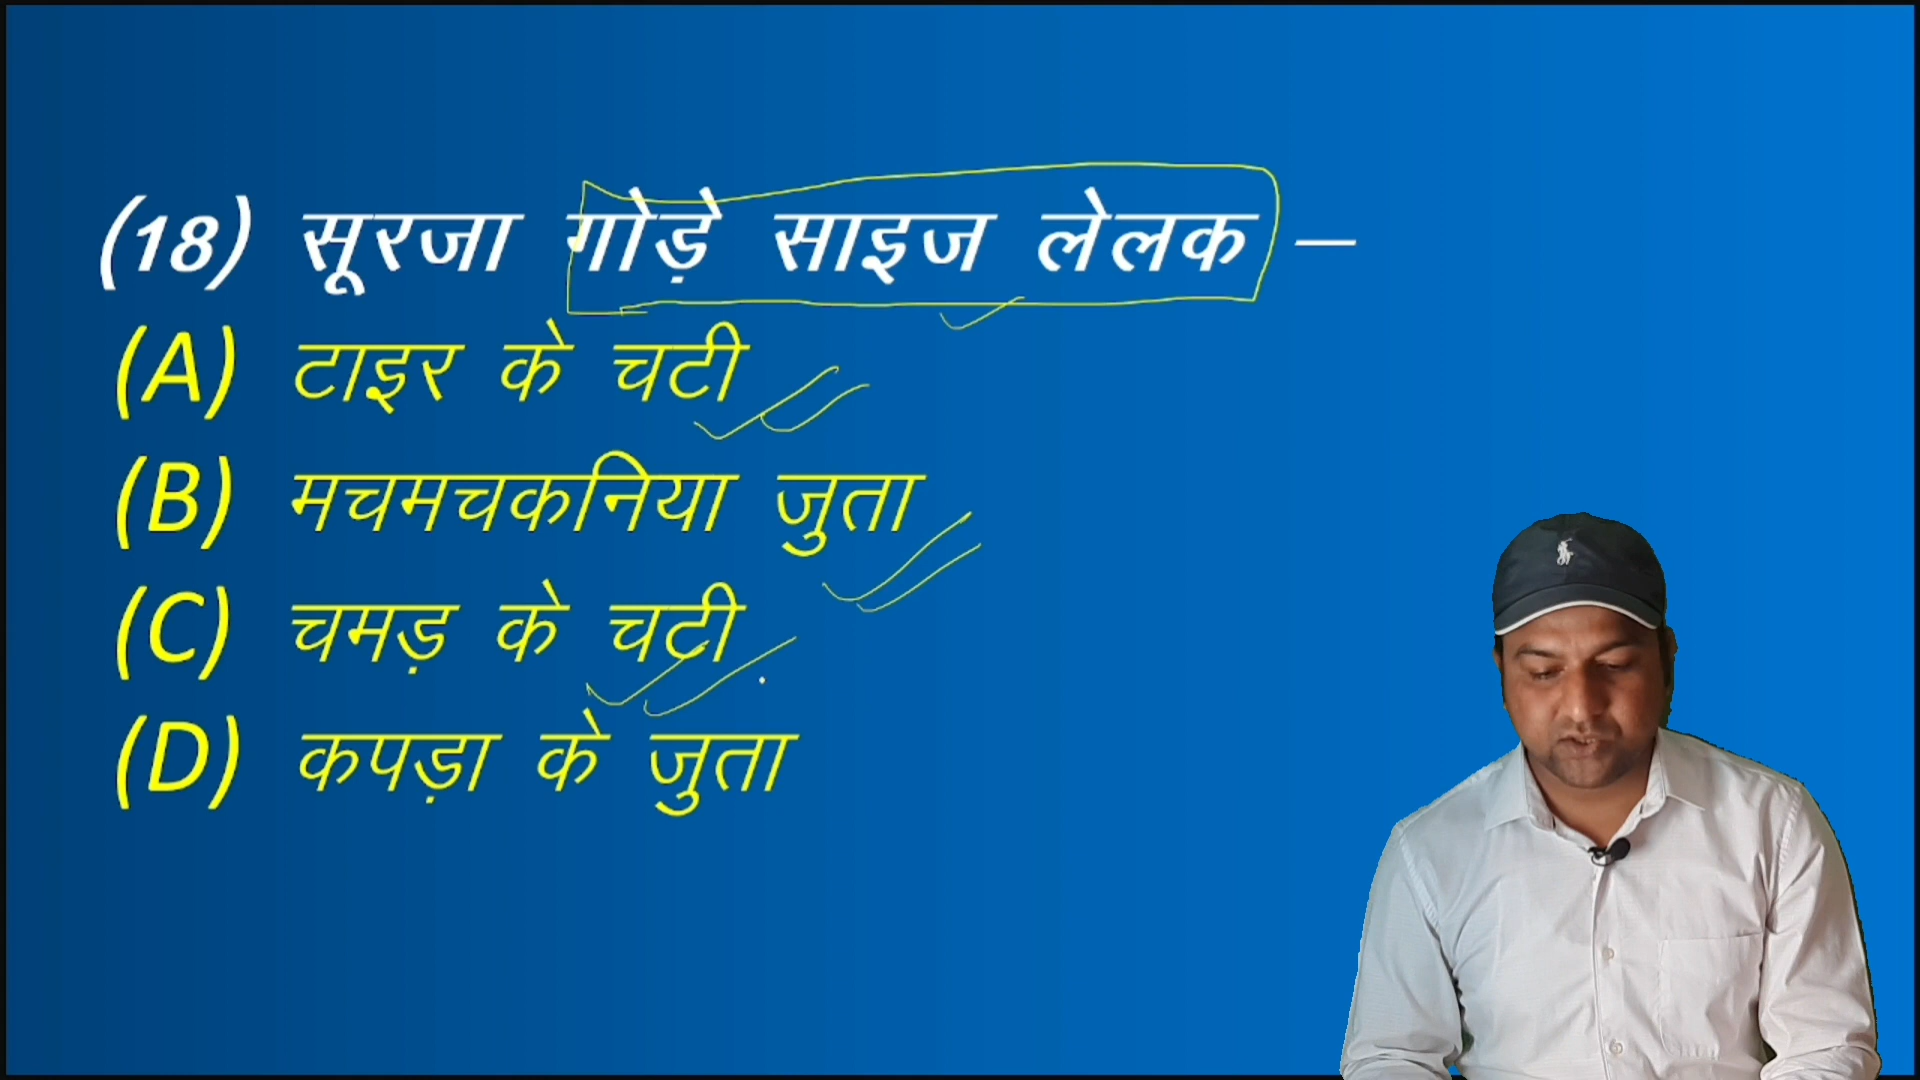 (18) सूरजा गोड़े साइज लेलक –
(A) टाइर के चटी
(B) मचमचकनिया जुता
(C) चमड़ के चटी
(D) कपड़ा के जुता